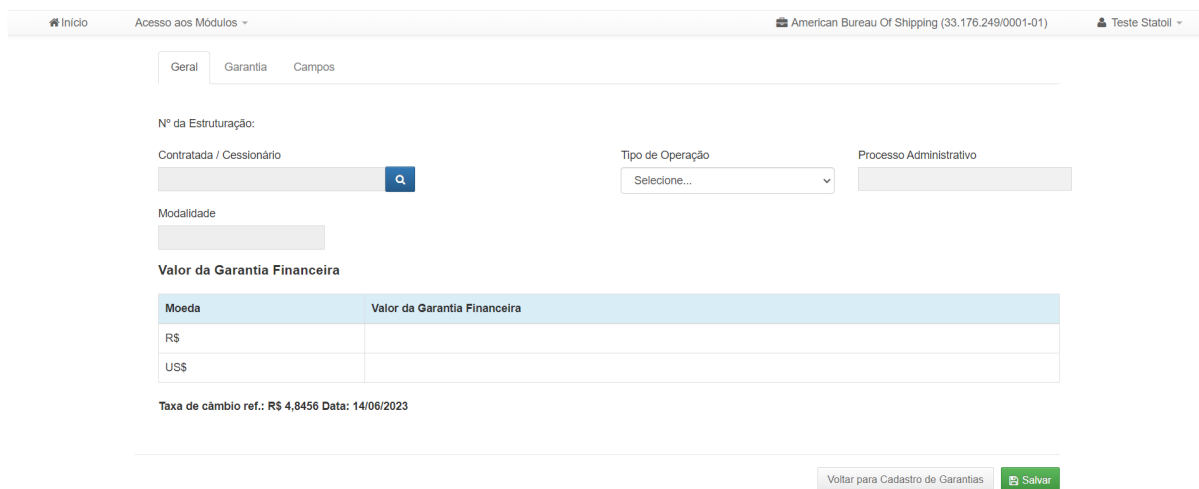 Início Acesso aos Módulos American Bureau Of Shipping (33.176.249/0001-01) Teste Statoil
Geral Garantia Campos
Nº da Estruturação:
Contratada / Cessionário Tipo de Operação Processo Administrativo
Selecione...
Modalidade
Valor da Garantia Financeira
Moeda Valor da Garantia Financeira
R$
US$
Taxa de câmbio ref.: R$ 4,8456 Data: 14/06/2023
Voltar para Cadastro de Garantias Salvar